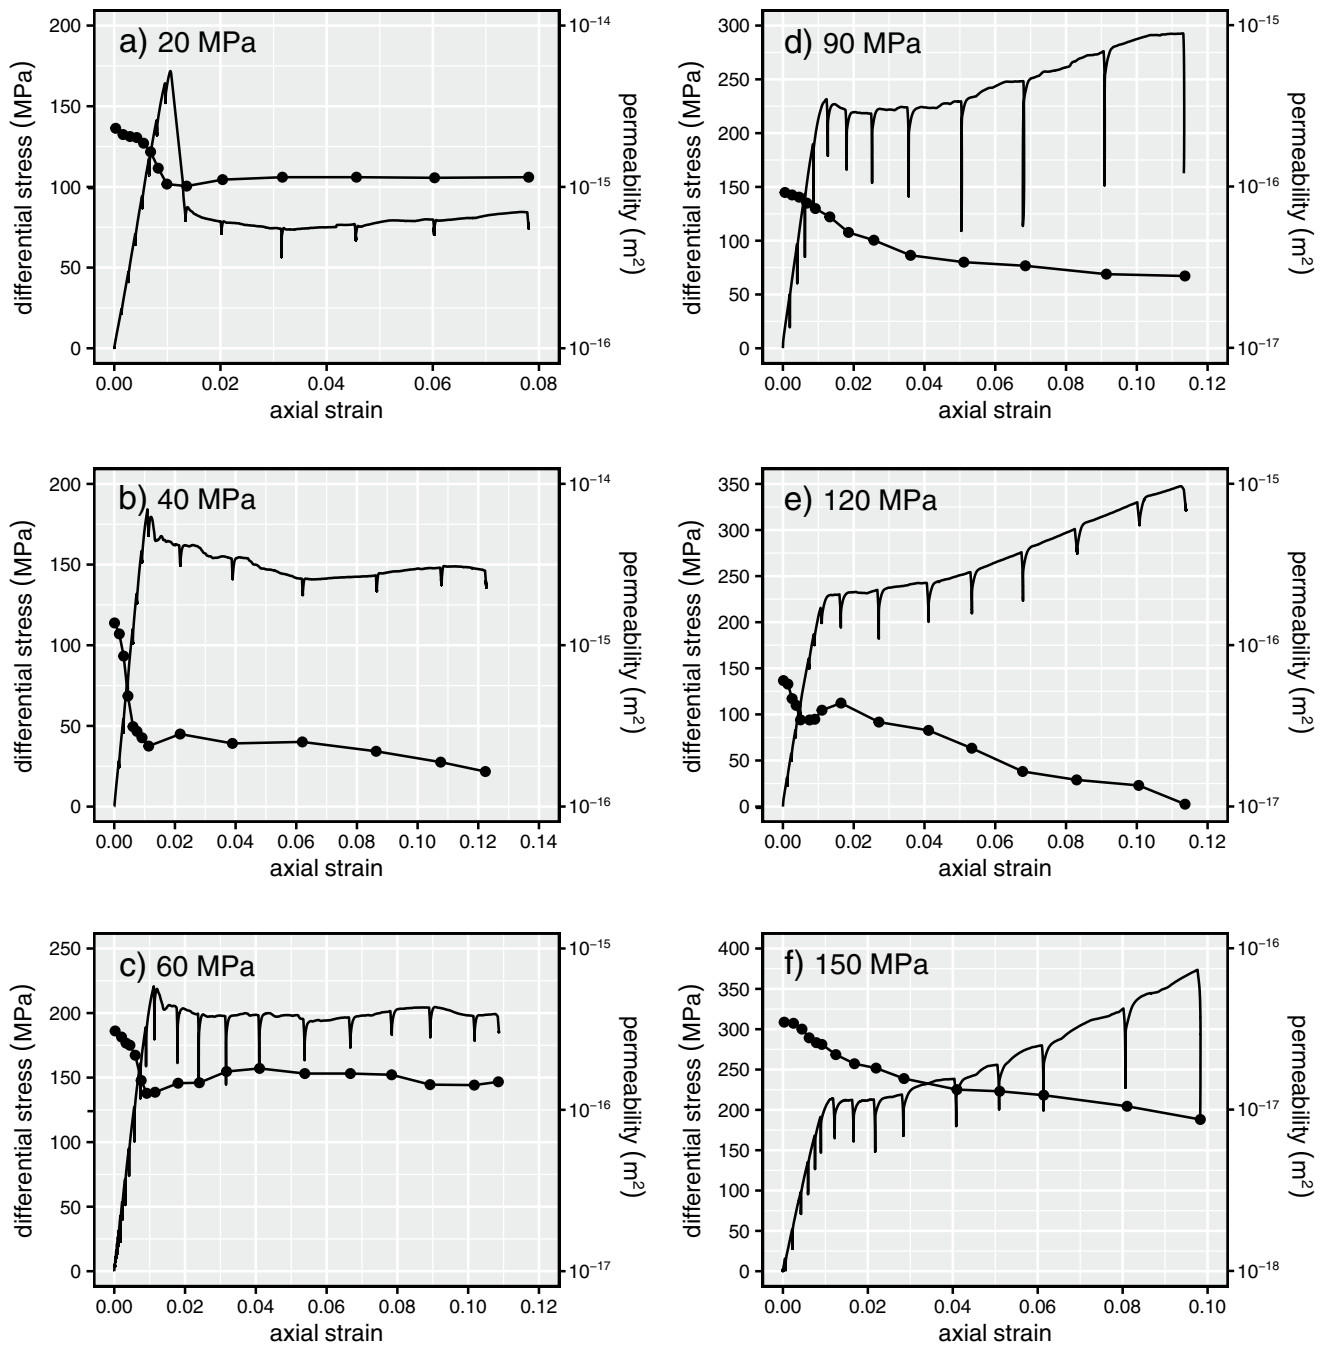 a) 20 MPa
200
150
100
50
0
10⁻¹⁴
10⁻¹⁵
10⁻¹⁶
differential stress (MPa)
permeability (m²)
0.00 0.02 0.04 0.06 0.08
axial strain
d) 90 MPa
300
250
200
150
100
50
0
10⁻¹⁵
10⁻¹⁶
10⁻¹⁷
differential stress (MPa)
permeability (m²)
0.00 0.02 0.04 0.06 0.08 0.10 0.12
axial strain
b) 40 MPa
200
150
100
50
0
10⁻¹⁴
10⁻¹⁵
10⁻¹⁶
differential stress (MPa)
permeability (m²)
0.00 0.02 0.04 0.06 0.08 0.10 0.12 0.14
axial strain
e) 120 MPa
350
300
250
200
150
100
50
0
10⁻¹⁵
10⁻¹⁶
10⁻¹⁷
differential stress (MPa)
permeability (m²)
0.00 0.02 0.04 0.06 0.08 0.10 0.12
axial strain
c) 60 MPa
250
200
150
100
50
0
10⁻¹⁵
10⁻¹⁶
10⁻¹⁷
differential stress (MPa)
permeability (m²)
0.00 0.02 0.04 0.06 0.08 0.10 0.12
axial strain
f) 150 MPa
400
350
300
250
200
150
100
50
0
10⁻¹⁶
10⁻¹⁷
10⁻¹⁸
differential stress (MPa)
permeability (m²)
0.00 0.02 0.04 0.06 0.08 0.10
axial strain